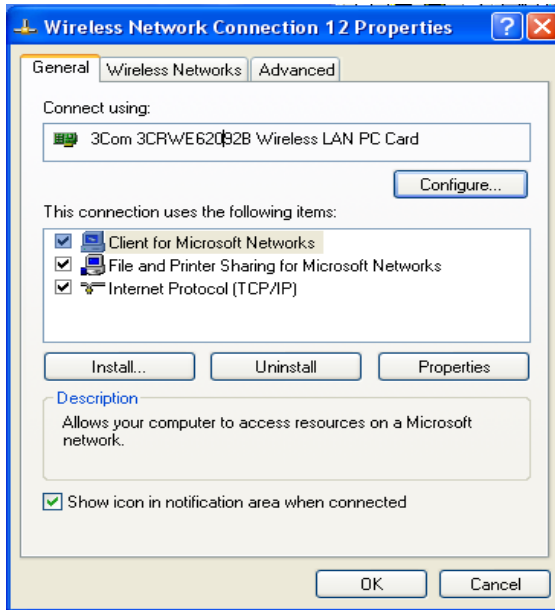 Wireless Network Connection 12 Properties
General Wireless Networks Advanced
Connect using:
3Com 3CRWE62092B Wireless LAN PC Card
Configure...
This connection uses the following items:
Client for Microsoft Networks
File and Printer Sharing for Microsoft Networks
Internet Protocol (TCP/IP)
Install... Uninstall Properties
Description
Allows your computer to access resources on a Microsoft
network.
Show icon in notification area when connected
OK Cancel